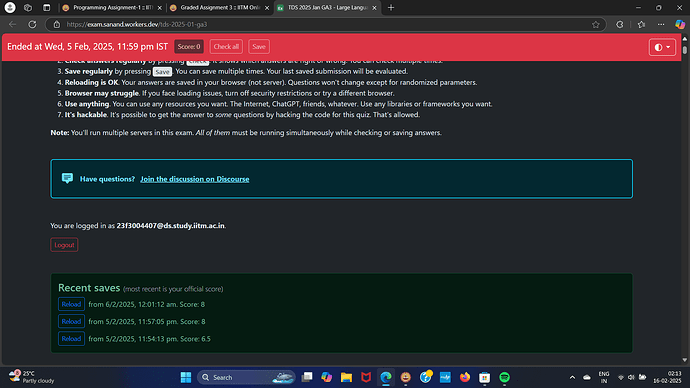 Programming Assignment-1 :: IIT
Graded Assignment 3 :: IITM Onli
TDS 2025 Jan GA3 - Large Langu
https://exam.sanand.workers.dev/tds-2025-01-ga3
Ended at Wed, 5 Feb, 2025, 11:59 pm IST
Score: 0
Check all
Save
2. Check answers regularly by pressing Check. It shows which answers are right or wrong. You can check multiple times.
3. Save regularly by pressing Save. You can save multiple times. Your last saved submission will be evaluated.
4. Reloading is OK. Your answers are saved in your browser (not server). Questions won't change except for randomized parameters.
5. Browser may struggle. If you face loading issues, turn off security restrictions or try a different browser.
6. Use anything. You can use any resources you want. The Internet, ChatGPT, friends, whatever. Use any libraries or frameworks you want.
7. It's hackable. It's possible to get the answer to some questions by hacking the code for this quiz. That's allowed.
Note: You'll run multiple servers in this exam. All of them must be running simultaneously while checking or saving answers.
Have questions? Join the discussion on Discourse
You are logged in as 23f3004407@ds.study.iitm.ac.in.
Logout
Recent saves (most recent is your official score)
Reload from 6/2/2025, 12:01:12 am. Score: 8
Reload from 5/2/2025, 11:57:05 pm. Score: 8
Reload from 5/2/2025, 11:54:13 pm. Score: 6.5
25°C
Partly cloudy
Search
ENG
IN
02:13
16-02-2025